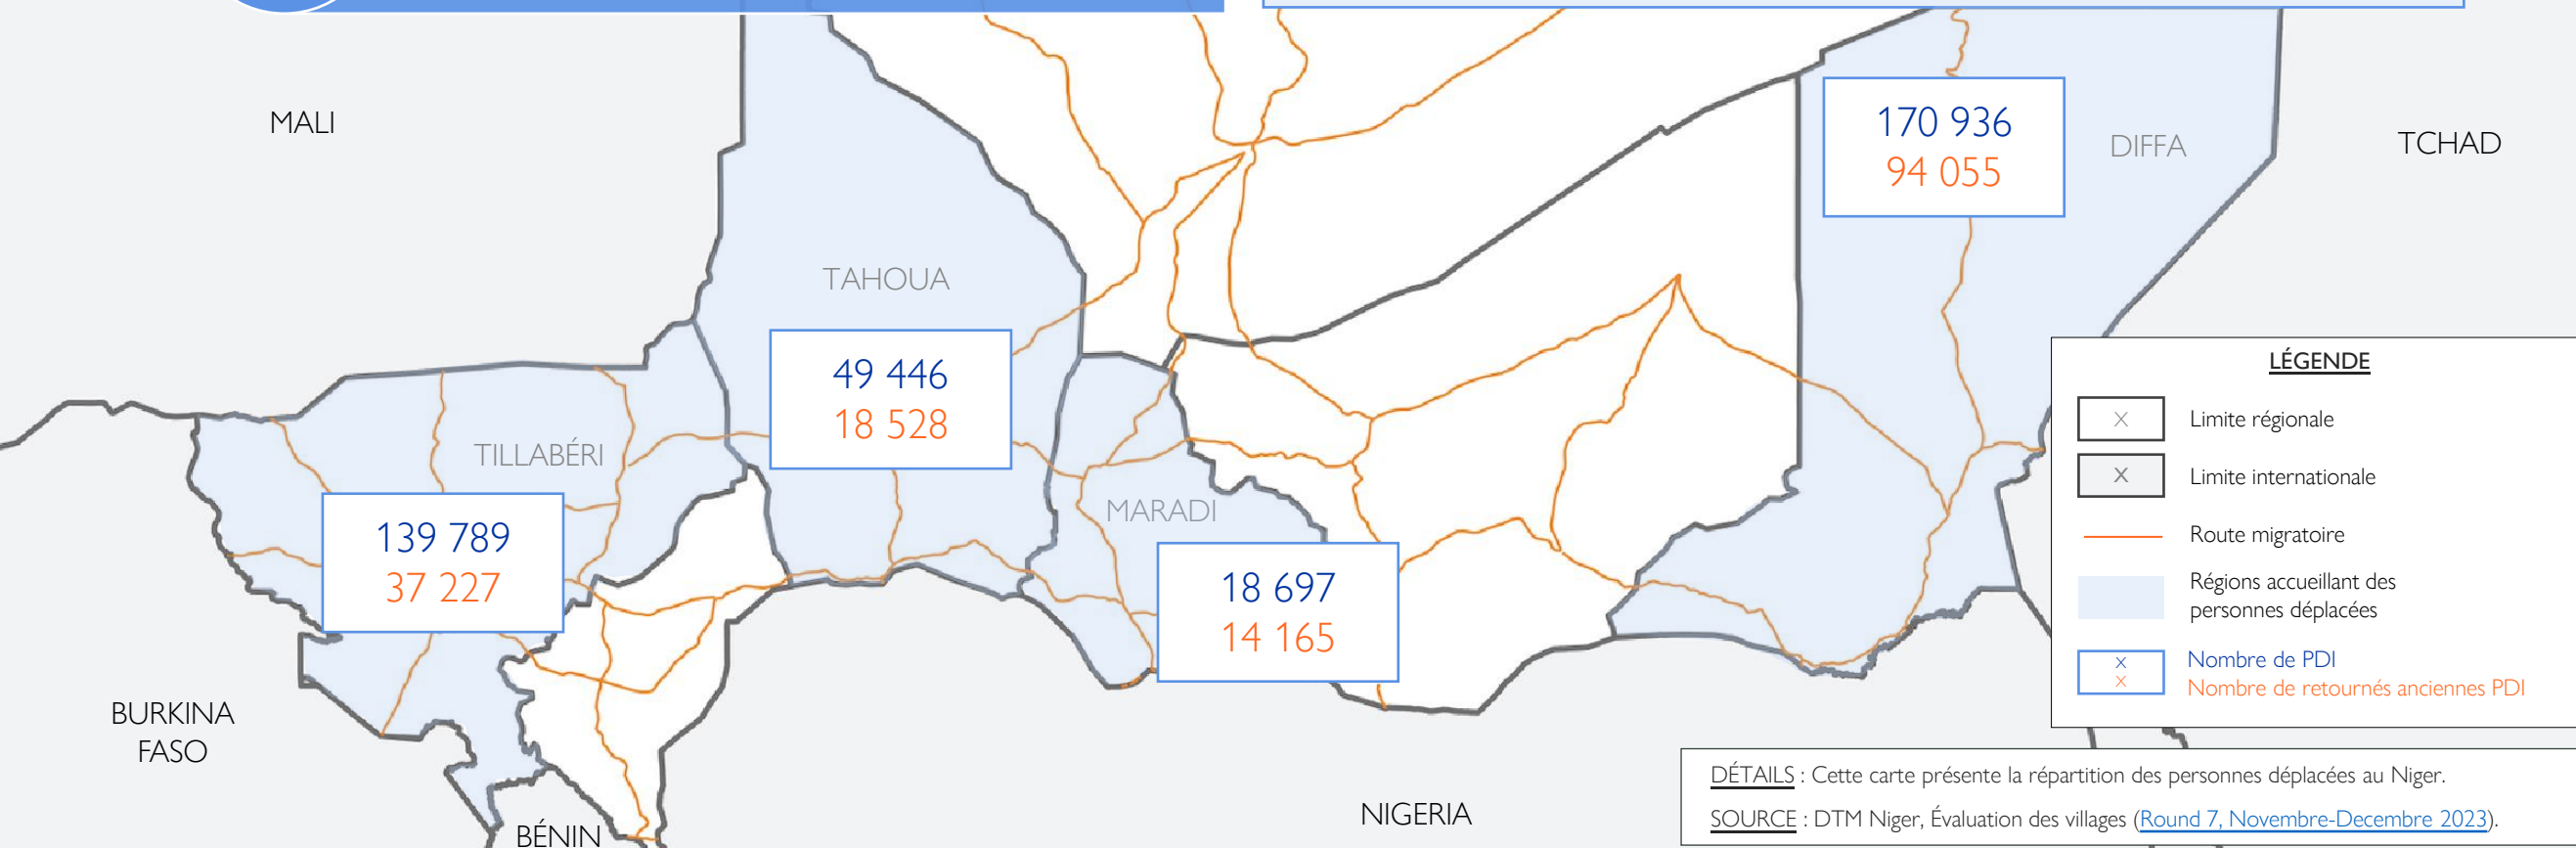 MALI
TCHAD
DIFFA
170 936
94 055
TAHOUA
49 446
18 528
TILLABÉRI
139 789
37 227
MARADI
18 697
14 165
BURKINA
FASO
BÉNIN
NIGERIA
LÉGENDE
X Limite régionale
X Limite internationale
Route migratoire
Régions accueillant des
personnes déplacées
X Nombre de PDI
X Nombre de retournés anciennes PDI
DÉTAILS : Cette carte présente la répartition des personnes déplacées au Niger.
SOURCE : DTM Niger, Évaluation des villages (Round 7, Novembre-Decembre 2023).